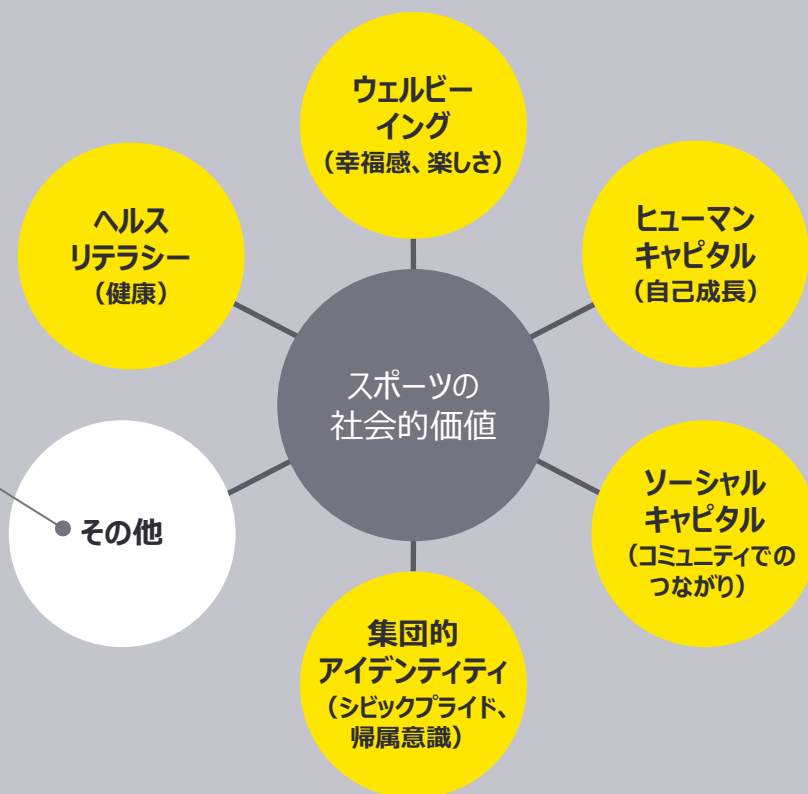 ウェルビー
イング
（幸福感、楽しさ）
ヘルス
リテラシー
（健康）
ヒューマン
キャピタル
（自己成長）
スポーツの
社会的価値
その他
ソーシャル
キャピタル
（コミュニティでの
つながり）
集団的
アイデンティティ
（シビックプライド、
帰属意識）